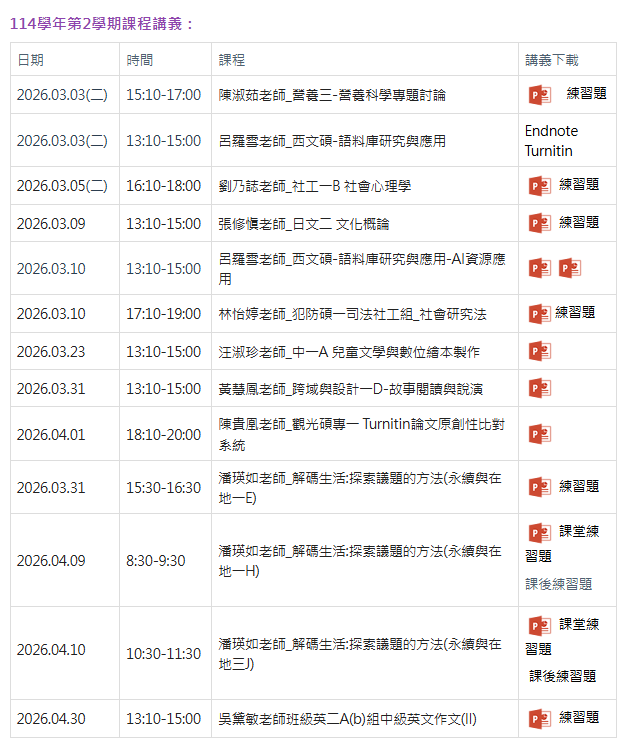 114學年第2學期課程講義：
日期 時間 課程 講義下載
2026.03.03(二) 15:10-17:00 陳淑茹老師_營養三-營養科學專題討論 練習題
2026.03.03(二) 13:10-15:00 呂羅雪老師_西文碩-語料庫研究與應用 Endnote
Turnitin
2026.03.05(二) 16:10-18:00 劉乃誌老師_社工一B 社會心理學 練習題
2026.03.09 13:10-15:00 張修慎老師_日文二 文化概論 練習題
2026.03.10 13:10-15:00 呂羅雪老師_西文碩-語料庫研究與應用-AI資源應
用
2026.03.10 17:10-19:00 林怡婷老師_犯防碩一司法社工組_社會研究法 練習題
2026.03.23 13:10-15:00 汪淑珍老師_中一A 兒童文學與數位繪本製作
2026.03.31 13:10-15:00 黃慧鳳老師_跨域與設計一D-故事閱讀與說演
2026.04.01 18:10-20:00 陳貴凰老師_觀光碩專一 Turnitin論文原創性比對
系統
2026.03.31 15:30-16:30 潘瑛如老師_解碼生活:探索議題的方法(永續與在
地一E) 練習題
2026.04.09 8:30-9:30 潘瑛如老師_解碼生活:探索議題的方法(永續與在
地一H) 課堂練
習題
課後練習題
2026.04.10 10:30-11:30 潘瑛如老師_解碼生活:探索議題的方法(永續與在
地三J) 課堂練
習題
課後練習題
2026.04.30 13:10-15:00 吳黛敏老師班級英二A(b)組中級英文作文(II) 練習題